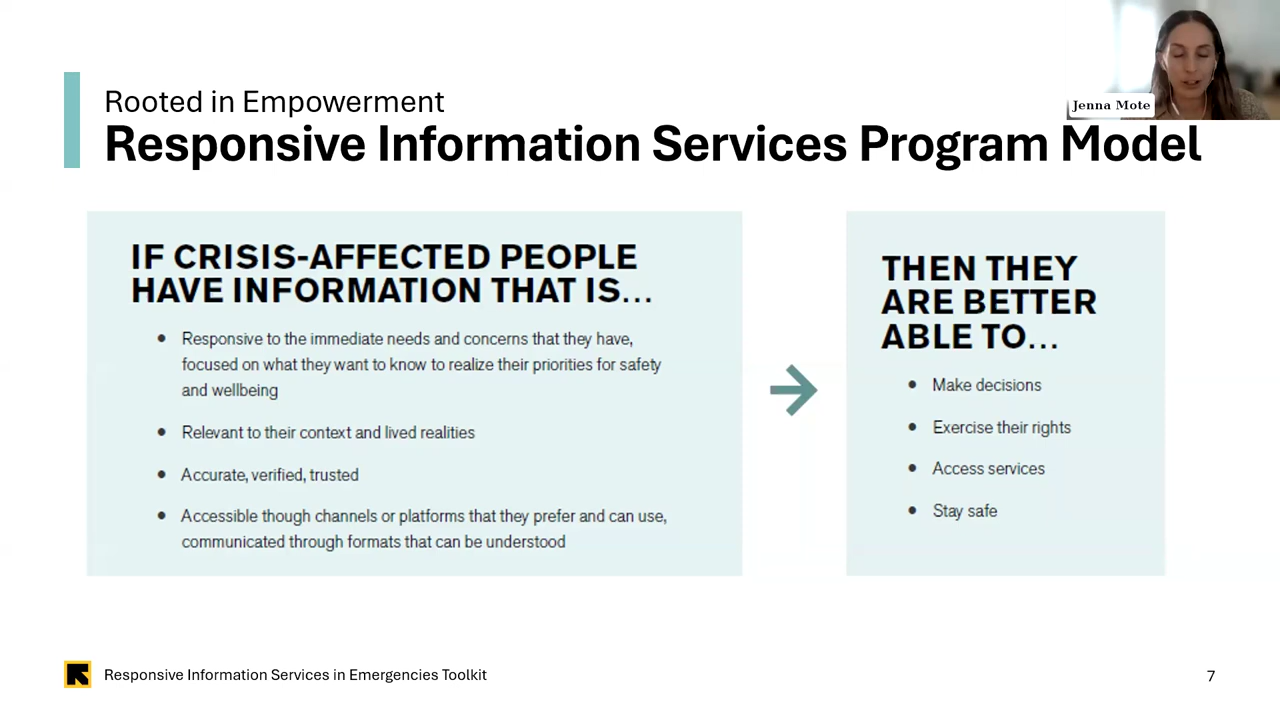 Jenna Mote
Rooted in Empowerment
Responsive Information Services Program Model
IF CRISIS-AFFECTED PEOPLE
HAVE INFORMATION THAT IS...
• Responsive to the immediate needs and concerns that they have,
focused on what they want to know to realize their priorities for safety
and wellbeing
• Relevant to their context and lived realities
• Accurate, verified, trusted
• Accessible though channels or platforms that they prefer and can use,
communicated through formats that can be understood
THEN THEY
ARE BETTER
ABLE TO...
• Make decisions
• Exercise their rights
• Access services
• Stay safe
Responsive Information Services in Emergencies Toolkit
7